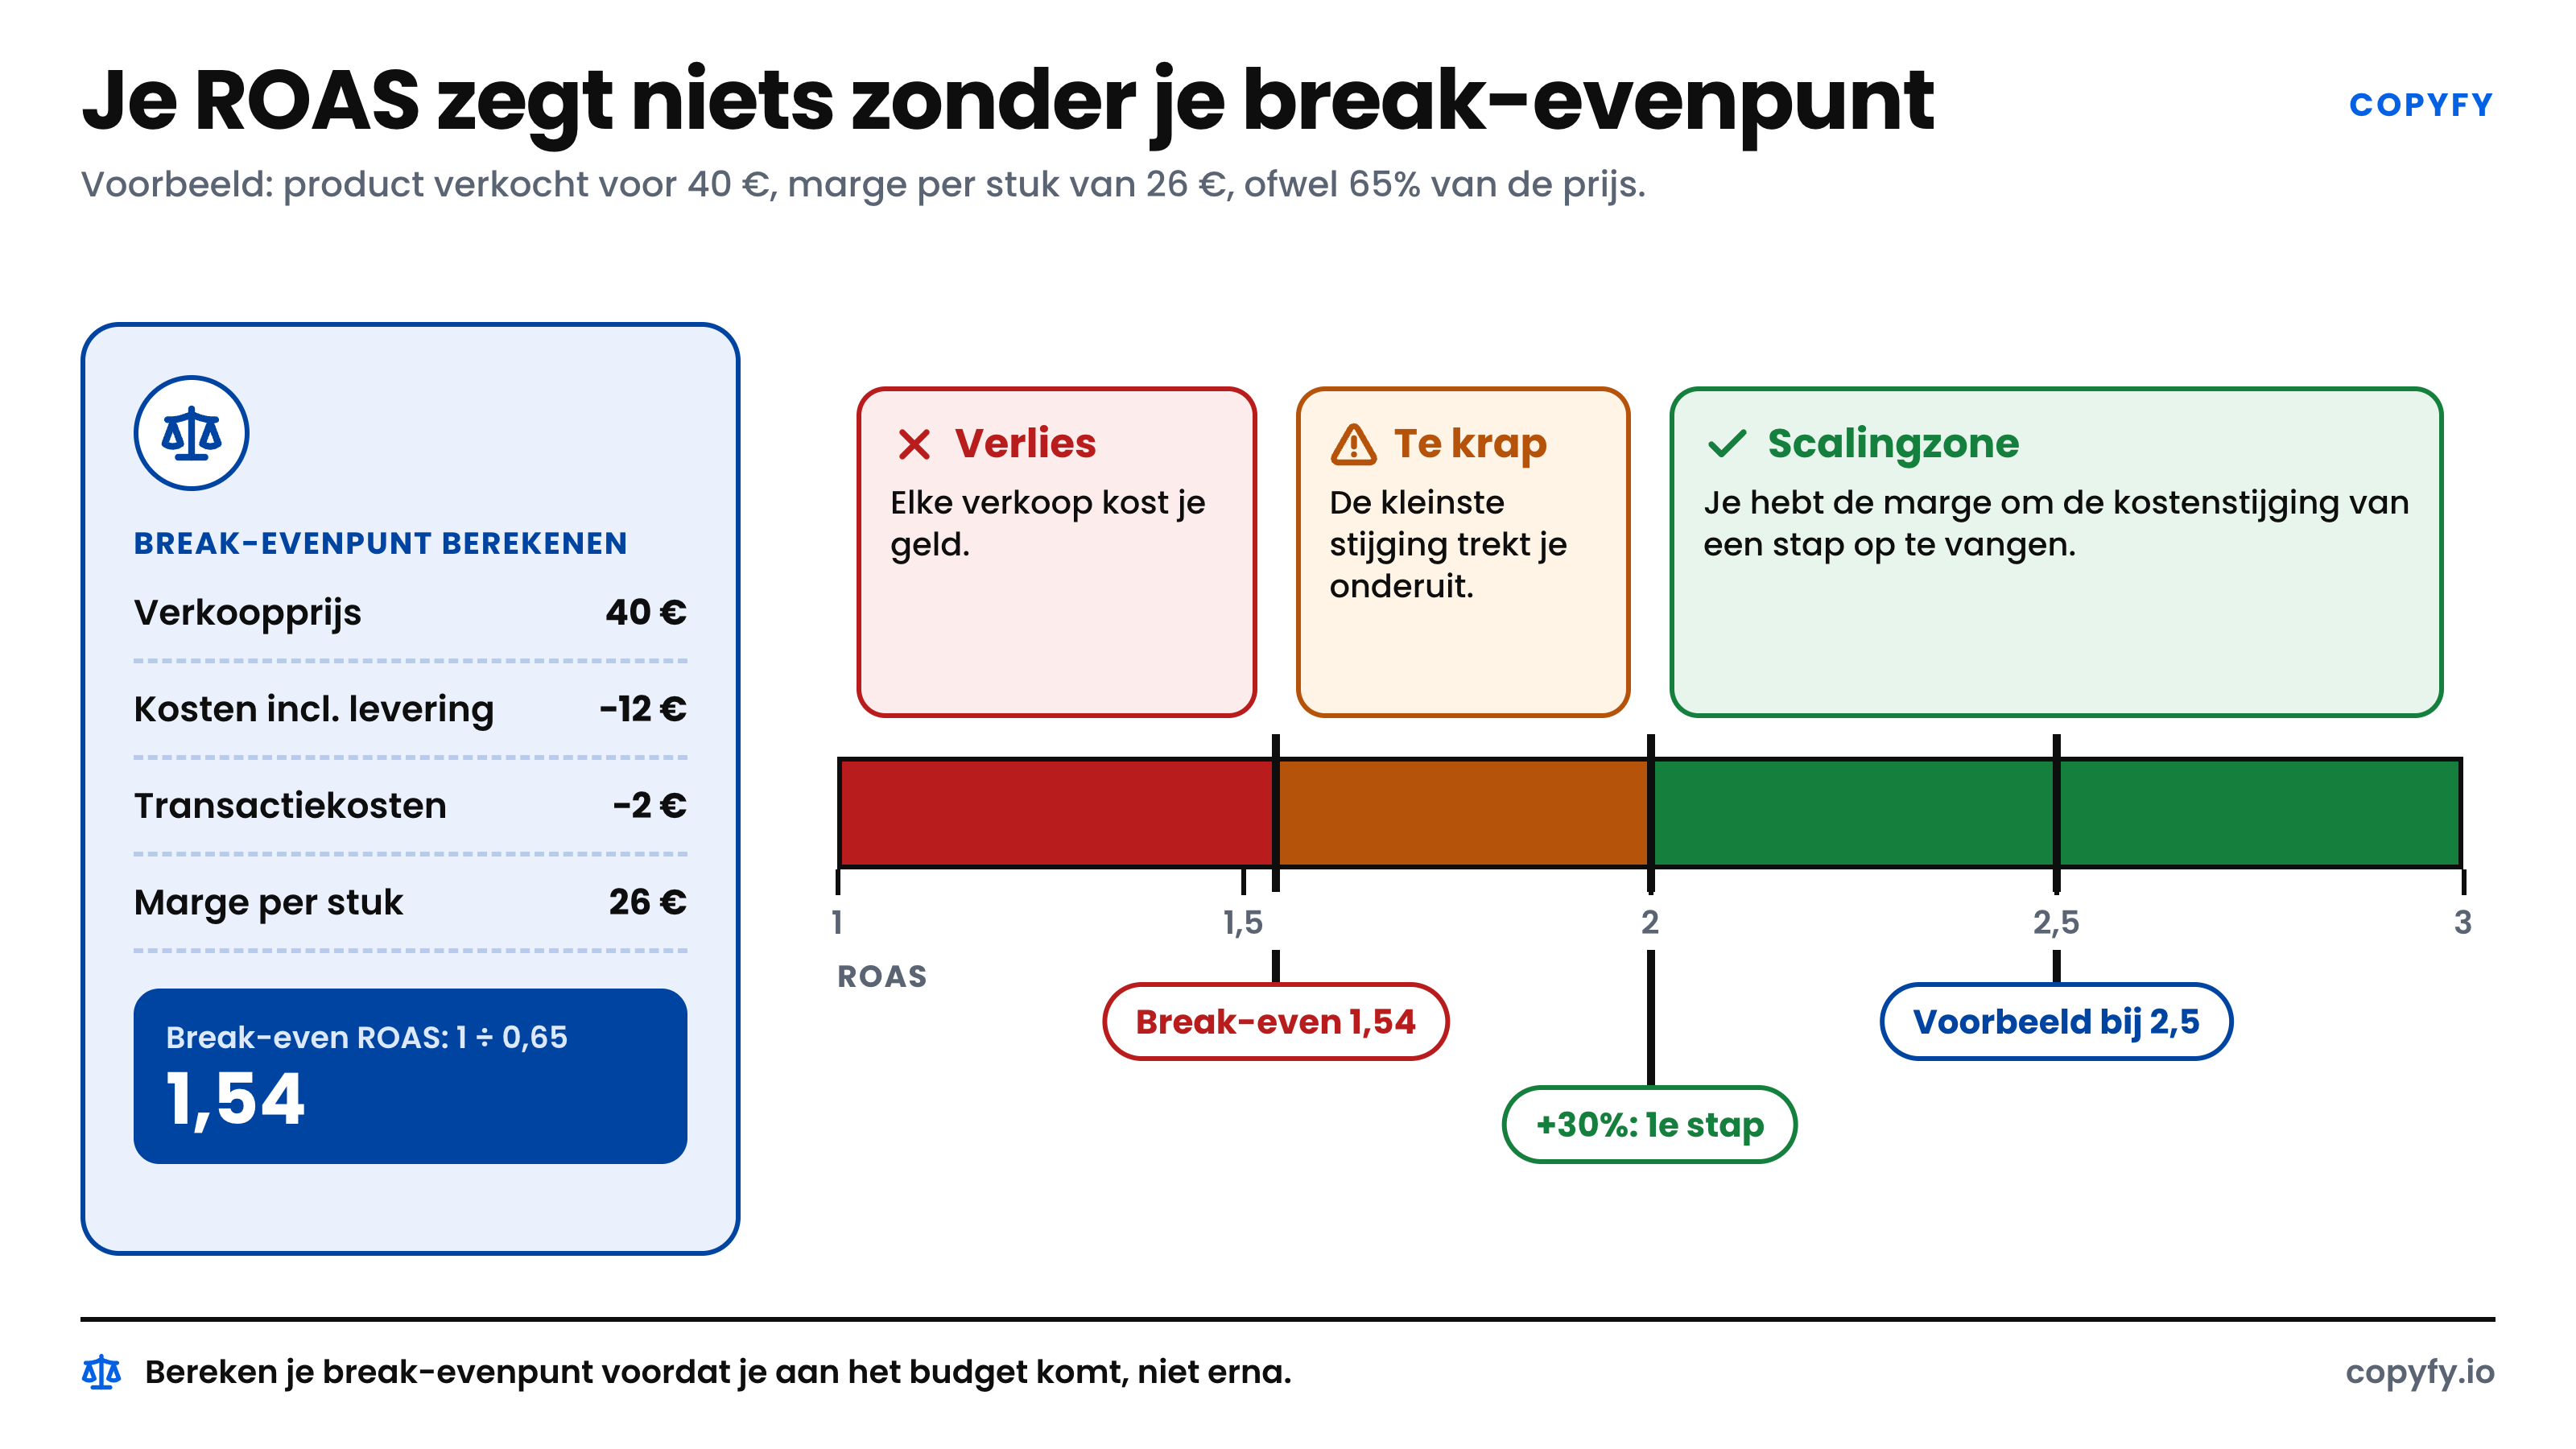 Je ROAS zegt niets zonder je break-evenpunt
COPYFY
Voorbeeld: product verkocht voor 40 €, marge per stuk van 26 €, ofwel 65% van de prijs.
BREAK-EVENPUNT BEREKENEN
Verkoopprijs 40 €
Kosten incl. levering -12 €
Transactiekosten -2 €
Marge per stuk 26 €
Break-even ROAS: 1 ÷ 0,65
1,54
Verlies
Elke verkoop kost je
geld.
Te krap
De kleinste
stijging trekt je
onderuit.
Scalingzone
Je hebt de marge om de kostenstijging van
een stap op te vangen.
1 1,5 2 2,5 3
ROAS
Break-even 1,54
Voorbeeld bij 2,5
+30%: 1e stap
Bereken je break-evenpunt voordat je aan het budget komt, niet erna.
copyfy.io